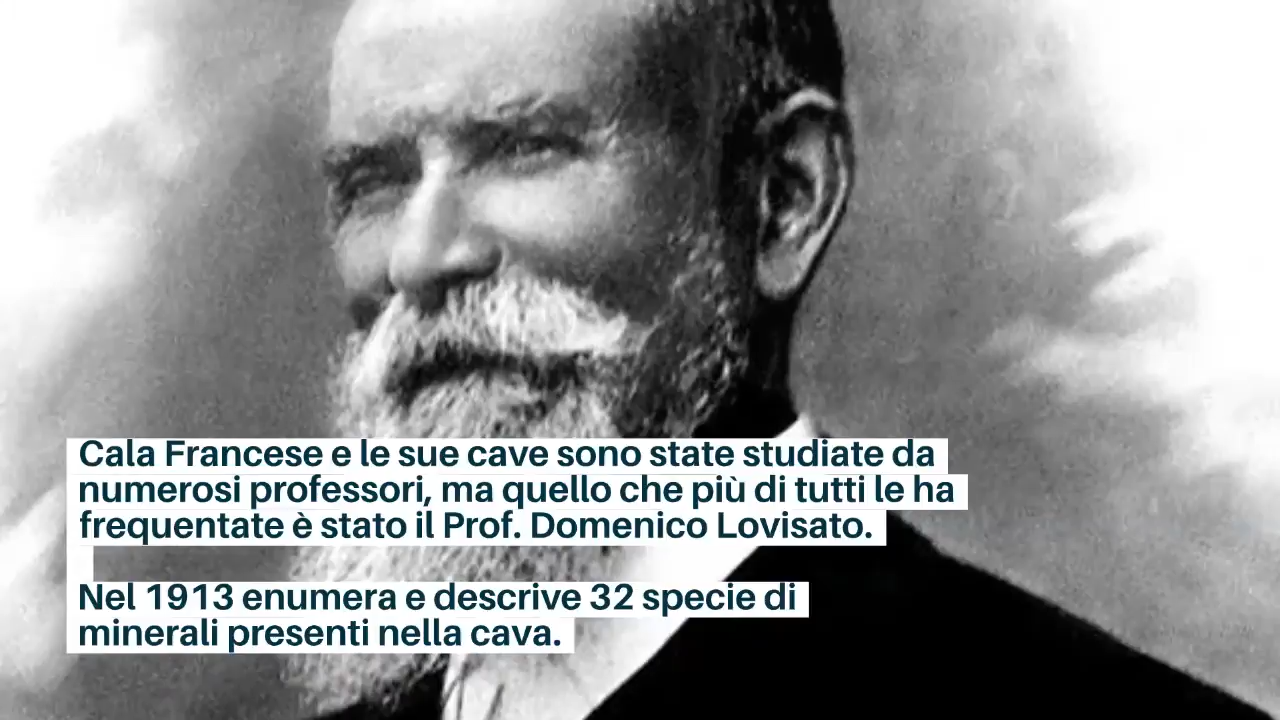 Cala Francese e le sue cave sono state studiate da
numerosi professori, ma quello che più di tutti le ha
frequentate è stato il Prof. Domenico Lovisato.
Nel 1913 enumera e descrive 32 specie di
minerali presenti nella cava.